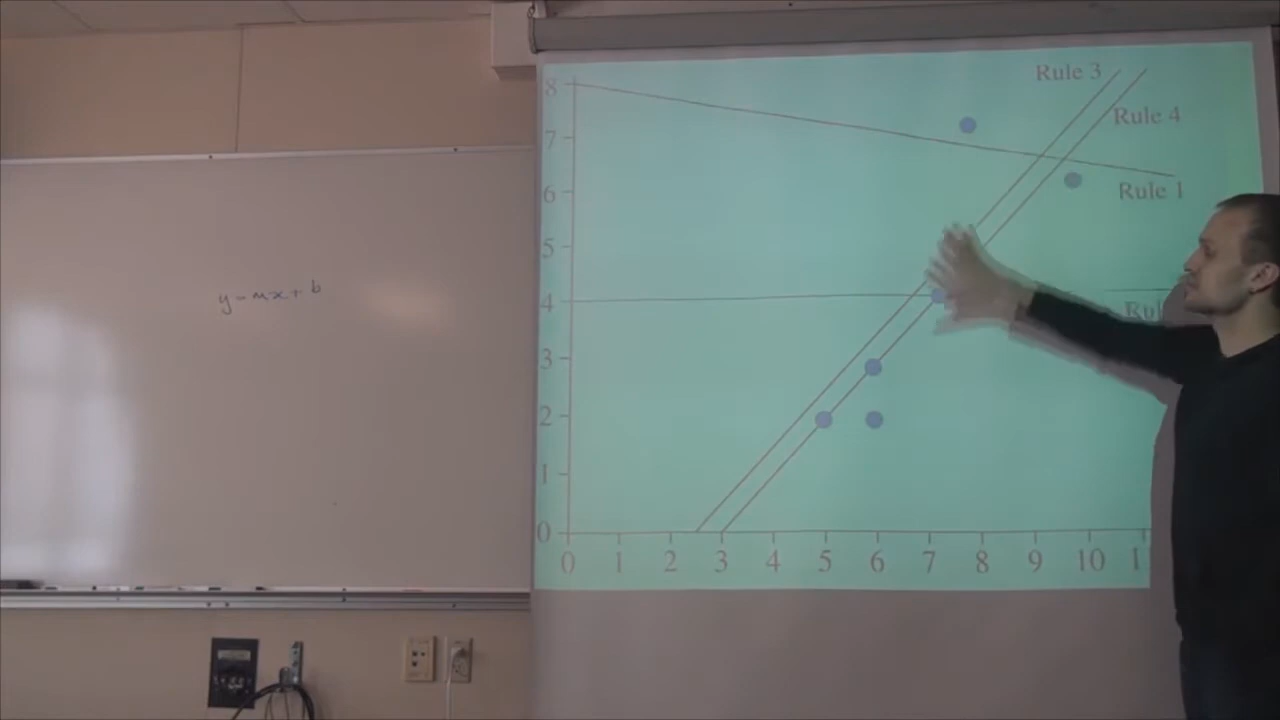 y = mx + b
Rule 3
Rule 4
Rule 1
8
7
6
5
4
3
2
1
0
0 1 2 3 4 5 6 7 8 9 10